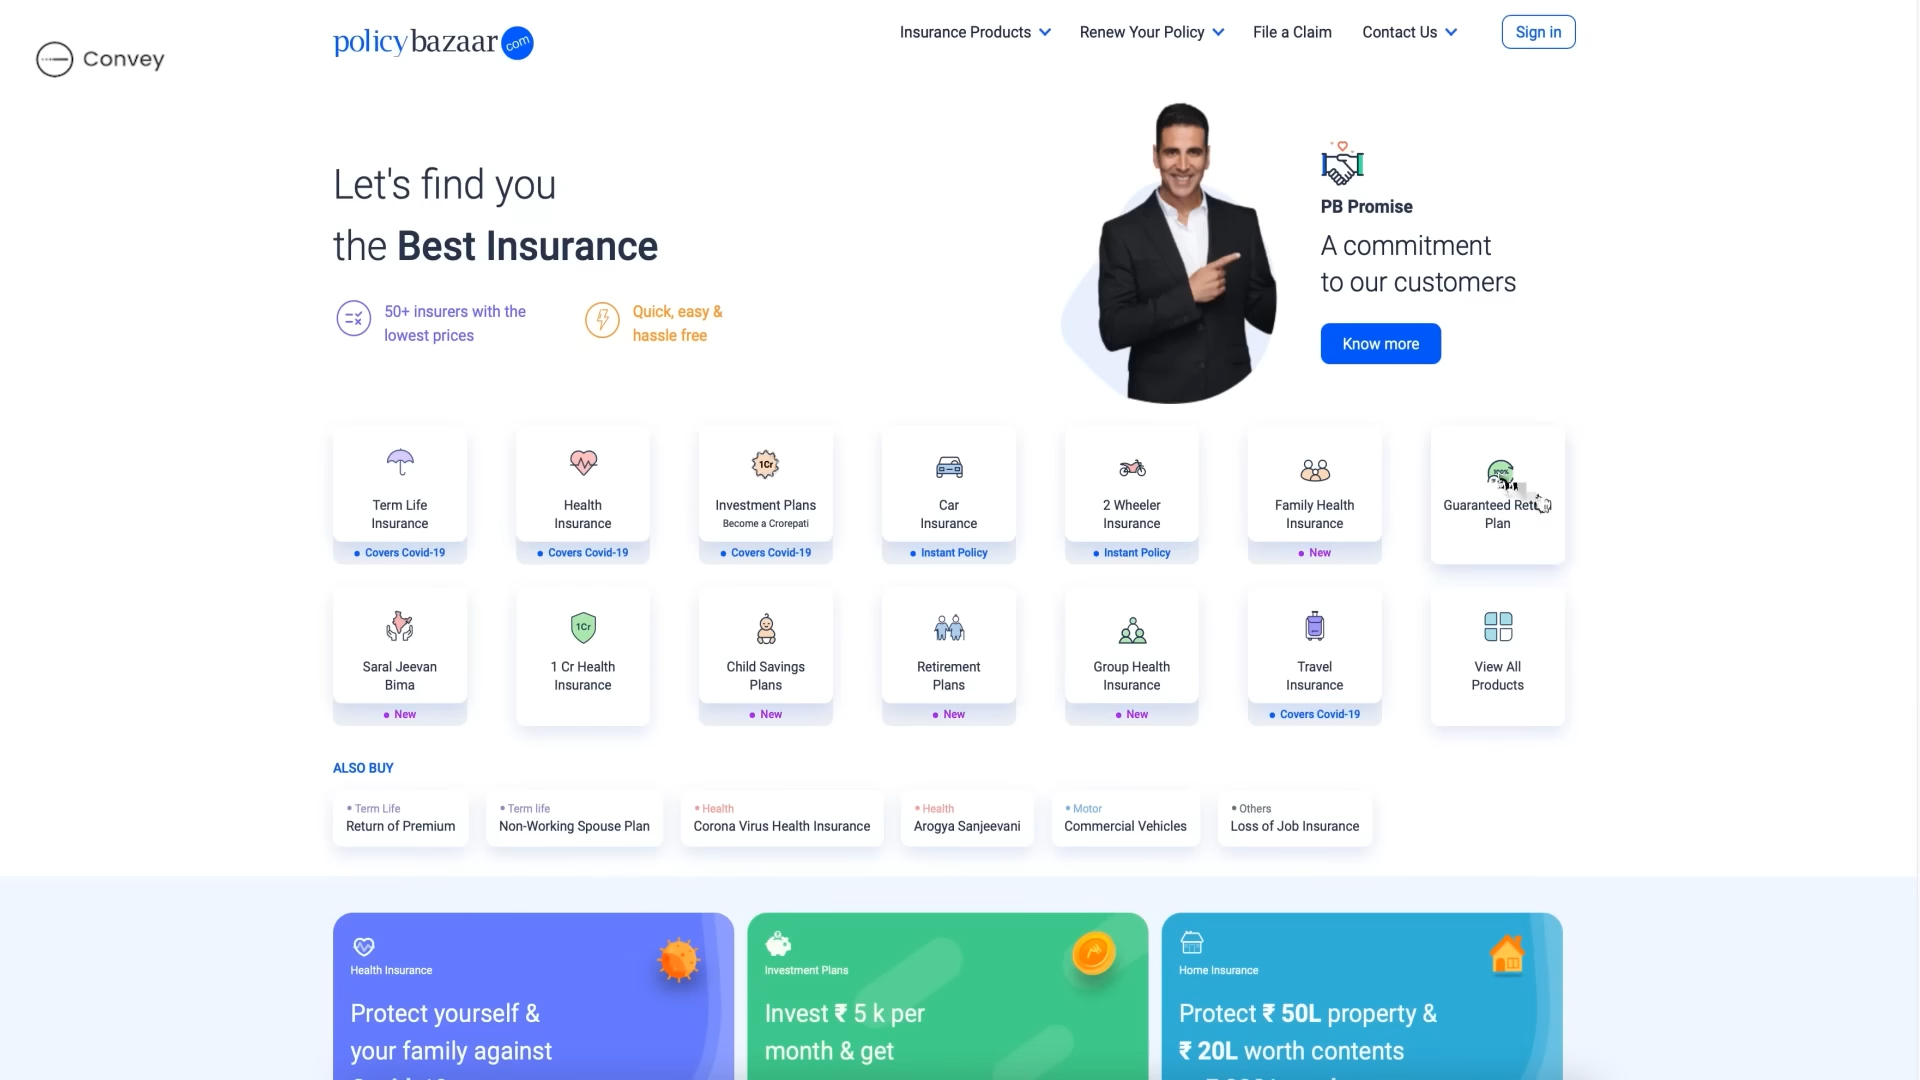 Convey
policybazaar.com
Insurance Products
Renew Your Policy
File a Claim
Contact Us
Sign in
Let's find you
the Best Insurance
50+ insurers with the
lowest prices
Quick, easy &
hassle free
PB Promise
A commitment
to our customers
Know more
Term Life
Insurance
Covers Covid-19
Health
Insurance
Covers Covid-19
1Cr
Investment Plans
Become a Crorepati
Covers Covid-19
Car
Insurance
Instant Policy
2 Wheeler
Insurance
Instant Policy
Family Health
Insurance
New
Guaranteed
Plan
Saral Jeevan
Bima
New
1Cr
1 Cr Health
Insurance
Child Savings
Plans
New
Retirement
Plans
New
Group Health
Insurance
New
Travel
Insurance
Covers Covid-19
View All
Products
ALSO BUY
Term Life
Return of Premium
Term life
Non-Working Spouse Plan
Health
Corona Virus Health Insurance
Health
Arogya Sanjeevani
Motor
Commercial Vehicles
Others
Loss of Job Insurance
Health Insurance
Protect yourself &
your family against
Investment Plans
Invest ₹ 5 k per
month & get
Home Insurance
Protect ₹ 50L property &
₹ 20L worth contents